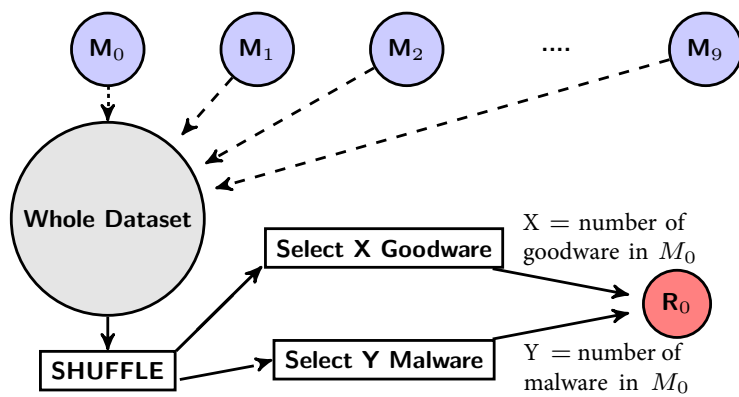 M₀ M₁ M₂ .... M₉
Whole Dataset
X = number of
goodware in M₀
Select X Goodware
R₀
SHUFFLE
Select Y Malware
Y = number of
malware in M₀